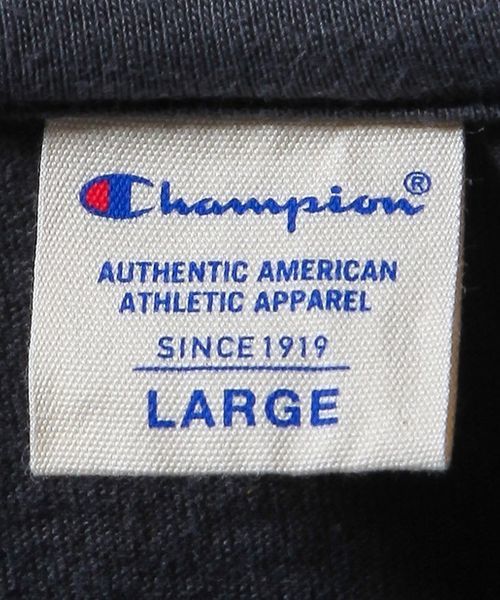 Champion®
AUTHENTIC AMERICAN
ATHLETIC APPAREL
SINCE 1919
LARGE